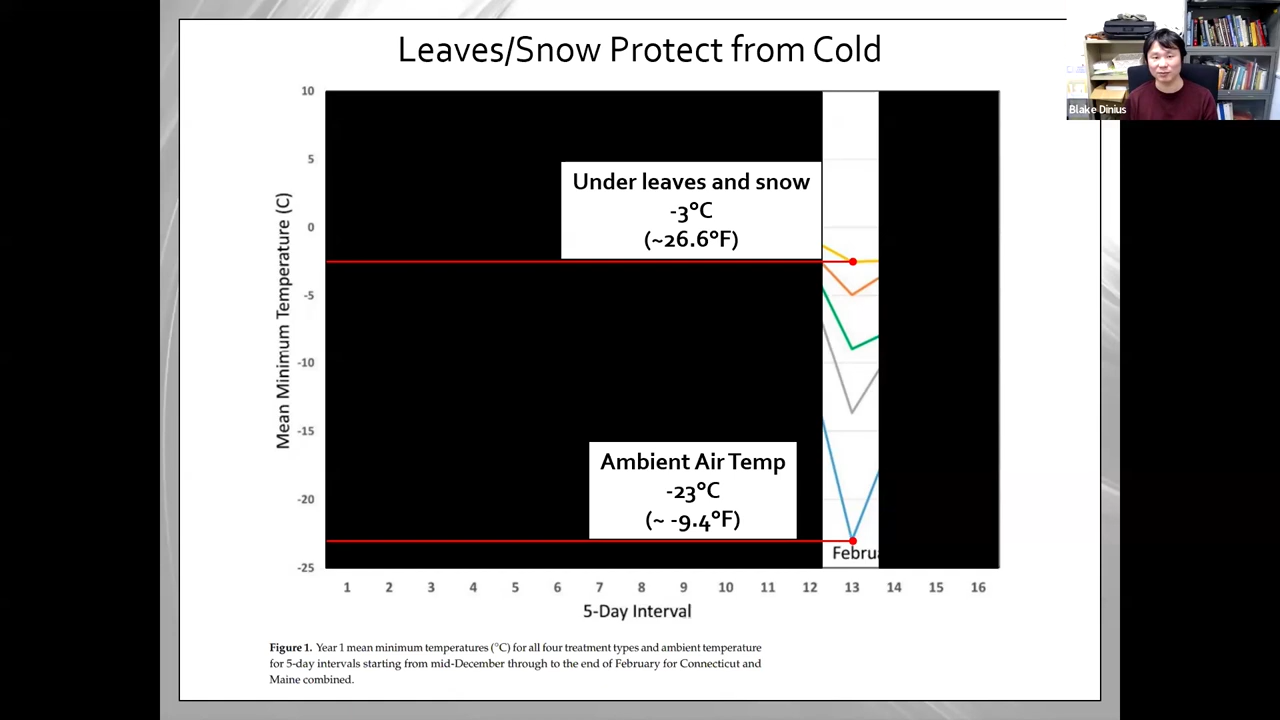 Leaves/Snow Protect from Cold
Blake Dinius
10
5
0
-5
-10
-15
-20
-25
Mean Minimum Temperature (C)
Under leaves and snow
-3°C
(~26.6°F)
Ambient Air Temp
-23°C
(~ -9.4°F)
Februa
1 2 3 4 5 6 7 8 9 10 11 12 13 14 15 16
5-Day Interval
Figure 1. Year 1 mean minimum temperatures (°C) for all four treatment types and ambient temperature
for 5-day intervals starting from mid-December through to the end of February for Connecticut and
Maine combined.